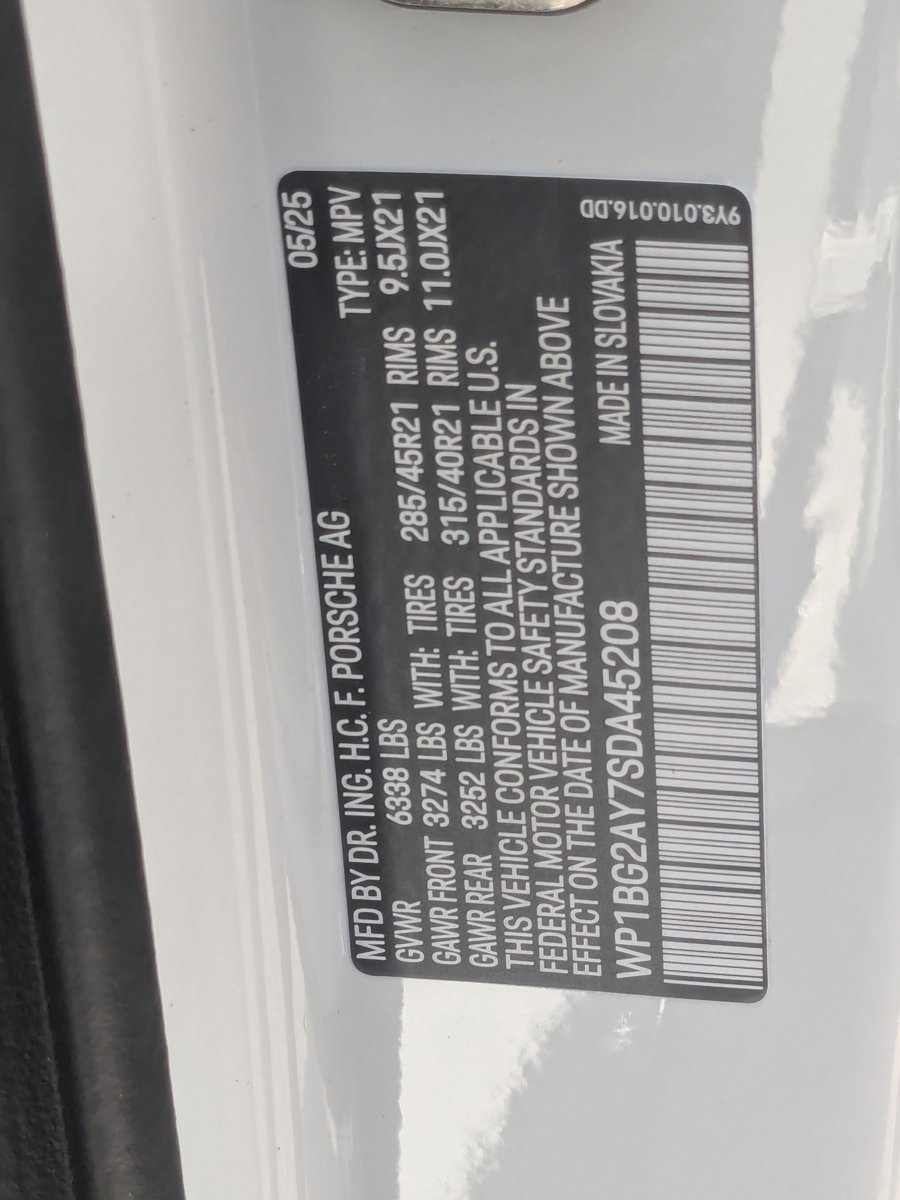 05/25
MFD BY DR. ING. H.C. F. PORSCHE AG TYPE: MPV
GVWR 6338 LBS
GAWR FRONT 3274 LBS WITH: TIRES 285/45R21 RIMS 9.5JX21
GAWR REAR 3252 LBS WITH: TIRES 315/40R21 RIMS 11.0JX21
THIS VEHICLE CONFORMS TO ALL APPLICABLE U.S.
FEDERAL MOTOR VEHICLE SAFETY STANDARDS IN
EFFECT ON THE DATE OF MANUFACTURE SHOWN ABOVE
WP1BG2AY7SDA45208 MADE IN SLOVAKIA
9Y3.010.016.DD